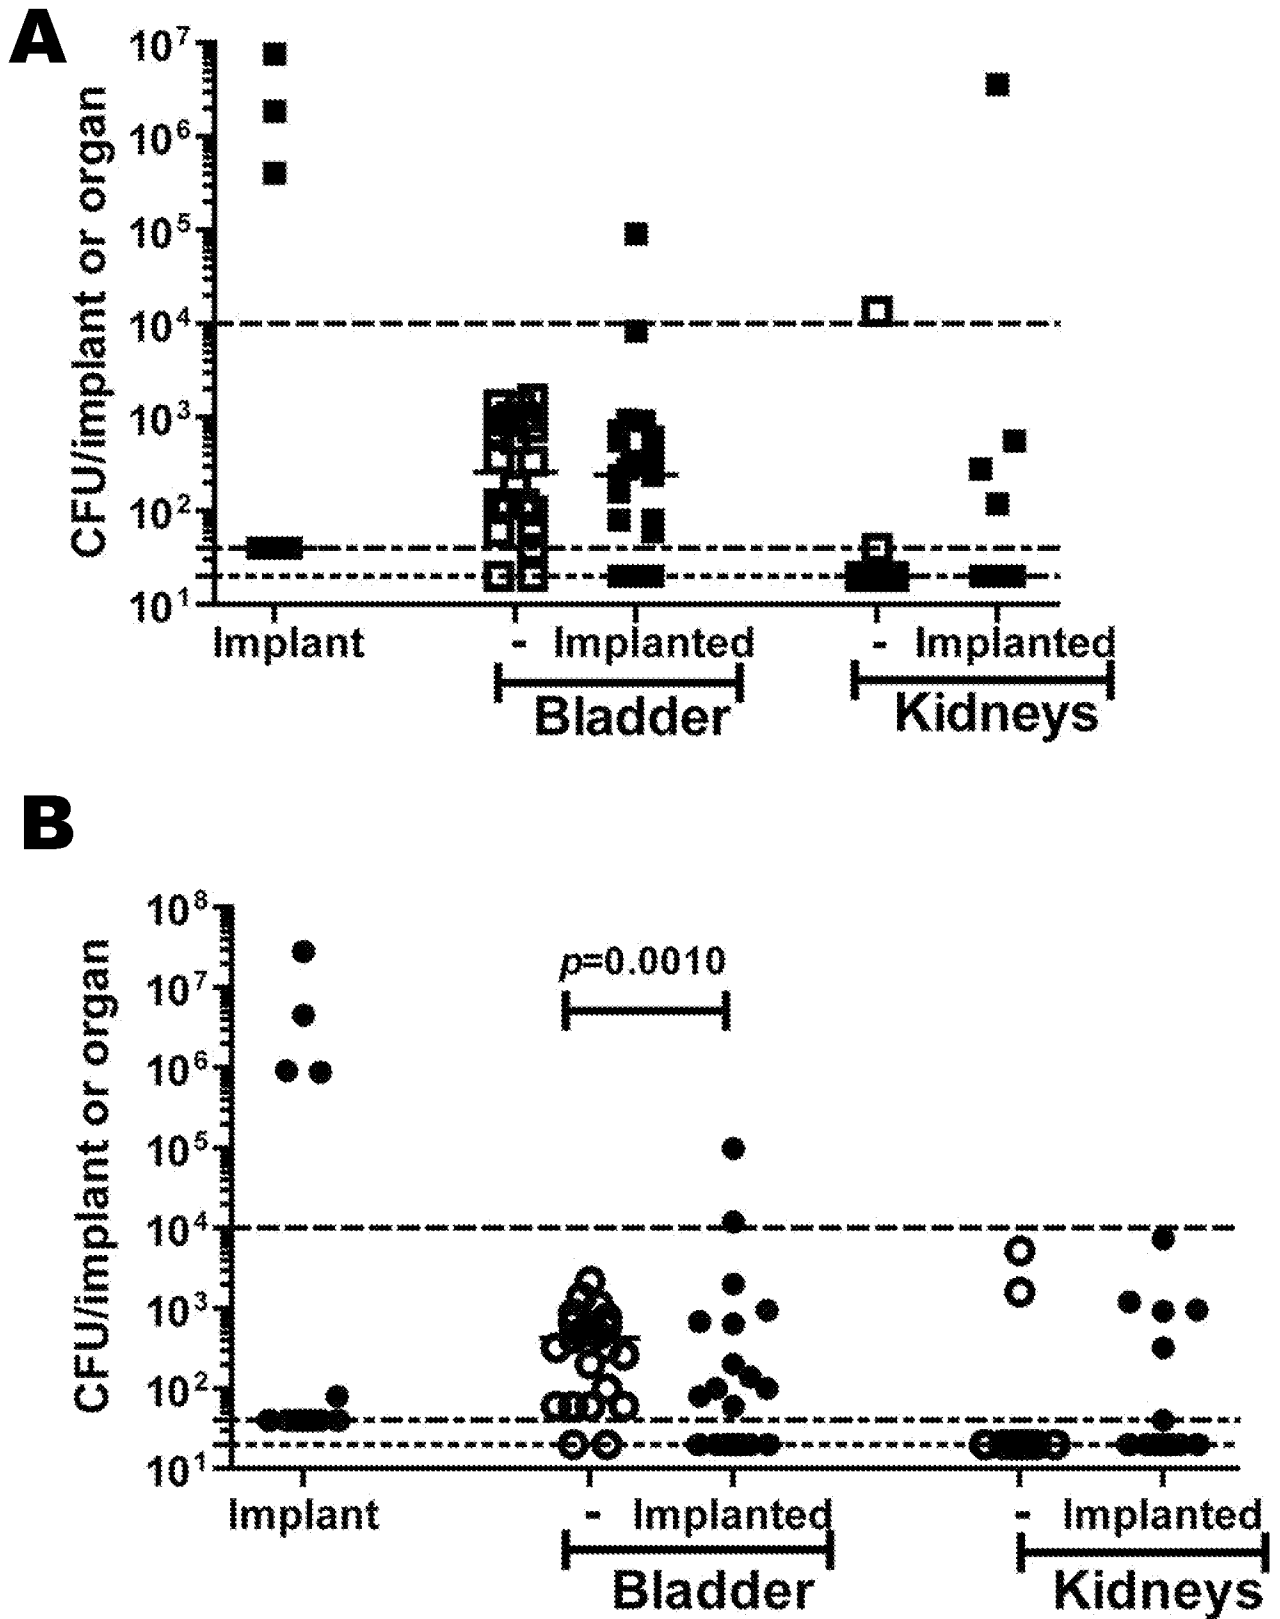 A
CFU/implant or organ
10⁷
10⁶
10⁵
10⁴
10³
10²
10¹
Implant
- Implanted
- Implanted
Bladder
Kidneys
B
CFU/implant or organ
10⁸
10⁷
10⁶
10⁵
10⁴
10³
10²
10¹
p=0.0010
Implant
- Implanted
- Implanted
Bladder
Kidneys